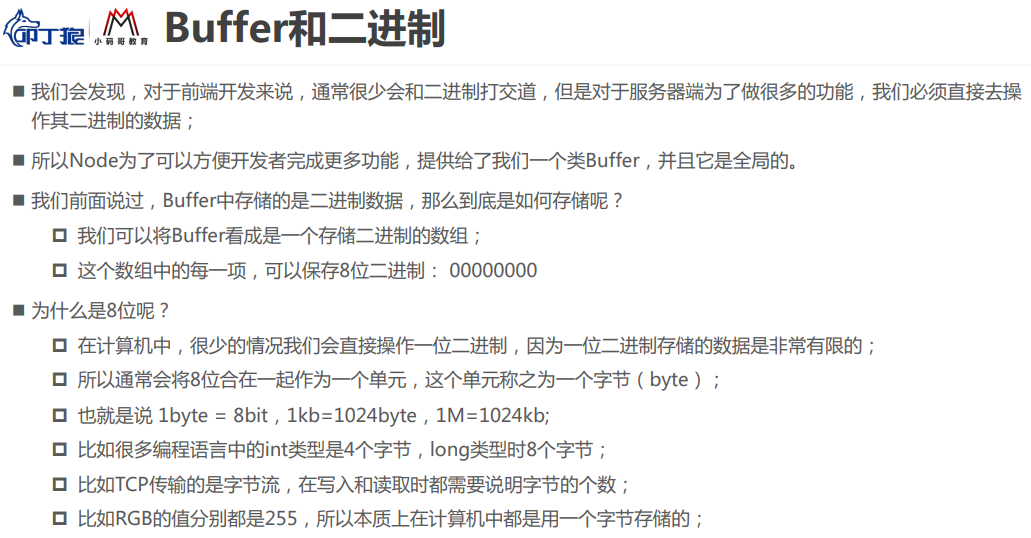 叩丁狼
小码哥教育
Buffer和二进制
■ 我们会发现，对于前端开发来说，通常很少会和二进制打交道，但是对于服务器端为了做很多的功能，我们必须直接去操
作其二进制的数据；
■ 所以Node为了可以方便开发者完成更多功能，提供给了我们一个类Buffer，并且它是全局的。
■ 我们前面说过，Buffer中存储的是二进制数据，那么到底是如何存储呢？
我们可以将Buffer看成是一个存储二进制的数组；
这个数组中的每一项，可以保存8位二进制： 00000000
■ 为什么是8位呢？
在计算机中，很少的情况我们会直接操作一位二进制，因为一位二进制存储的数据是非常有限的；
所以通常会将8位合在一起作为一个单元，这个单元称之为一个字节（byte）；
也就是说 1byte = 8bit，1kb=1024byte，1M=1024kb;
比如很多编程语言中的int类型是4个字节，long类型时8个字节；
比如TCP传输的是字节流，在写入和读取时都需要说明字节的个数；
比如RGB的值分别都是255，所以本质上在计算机中都是用一个字节存储的；